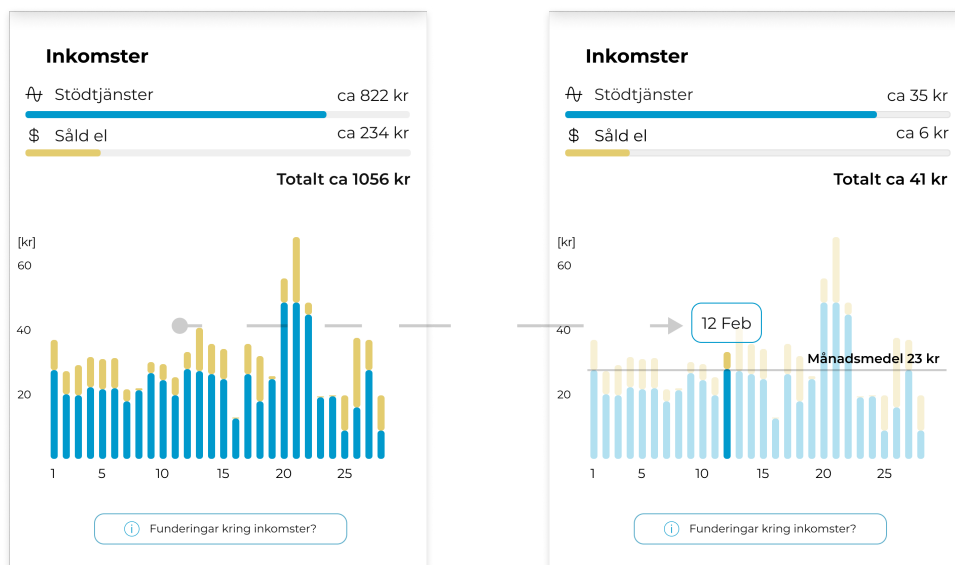 Inkomster
Stödtjänster ca 822 kr
$ Såld el ca 234 kr
Totalt ca 1056 kr
[kr]
60
40
20
1 5 10 15 20 25
Funderingar kring inkomster?
Inkomster
Stödtjänster ca 35 kr
$ Såld el ca 6 kr
Totalt ca 41 kr
[kr]
60
12 Feb
40
Månadsmedel 23 kr
20
1 5 10 15 20 25
Funderingar kring inkomster?